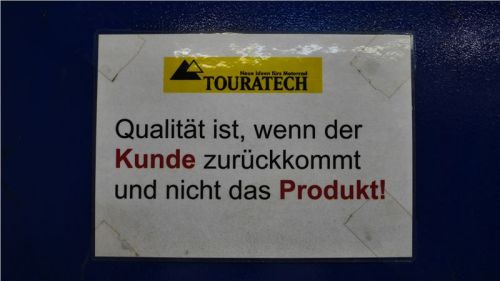 Neue Ideen fürs Motorrad
TOURATECH
Qualität ist, wenn der
Kunde zurückkommt
und nicht das Produkt!